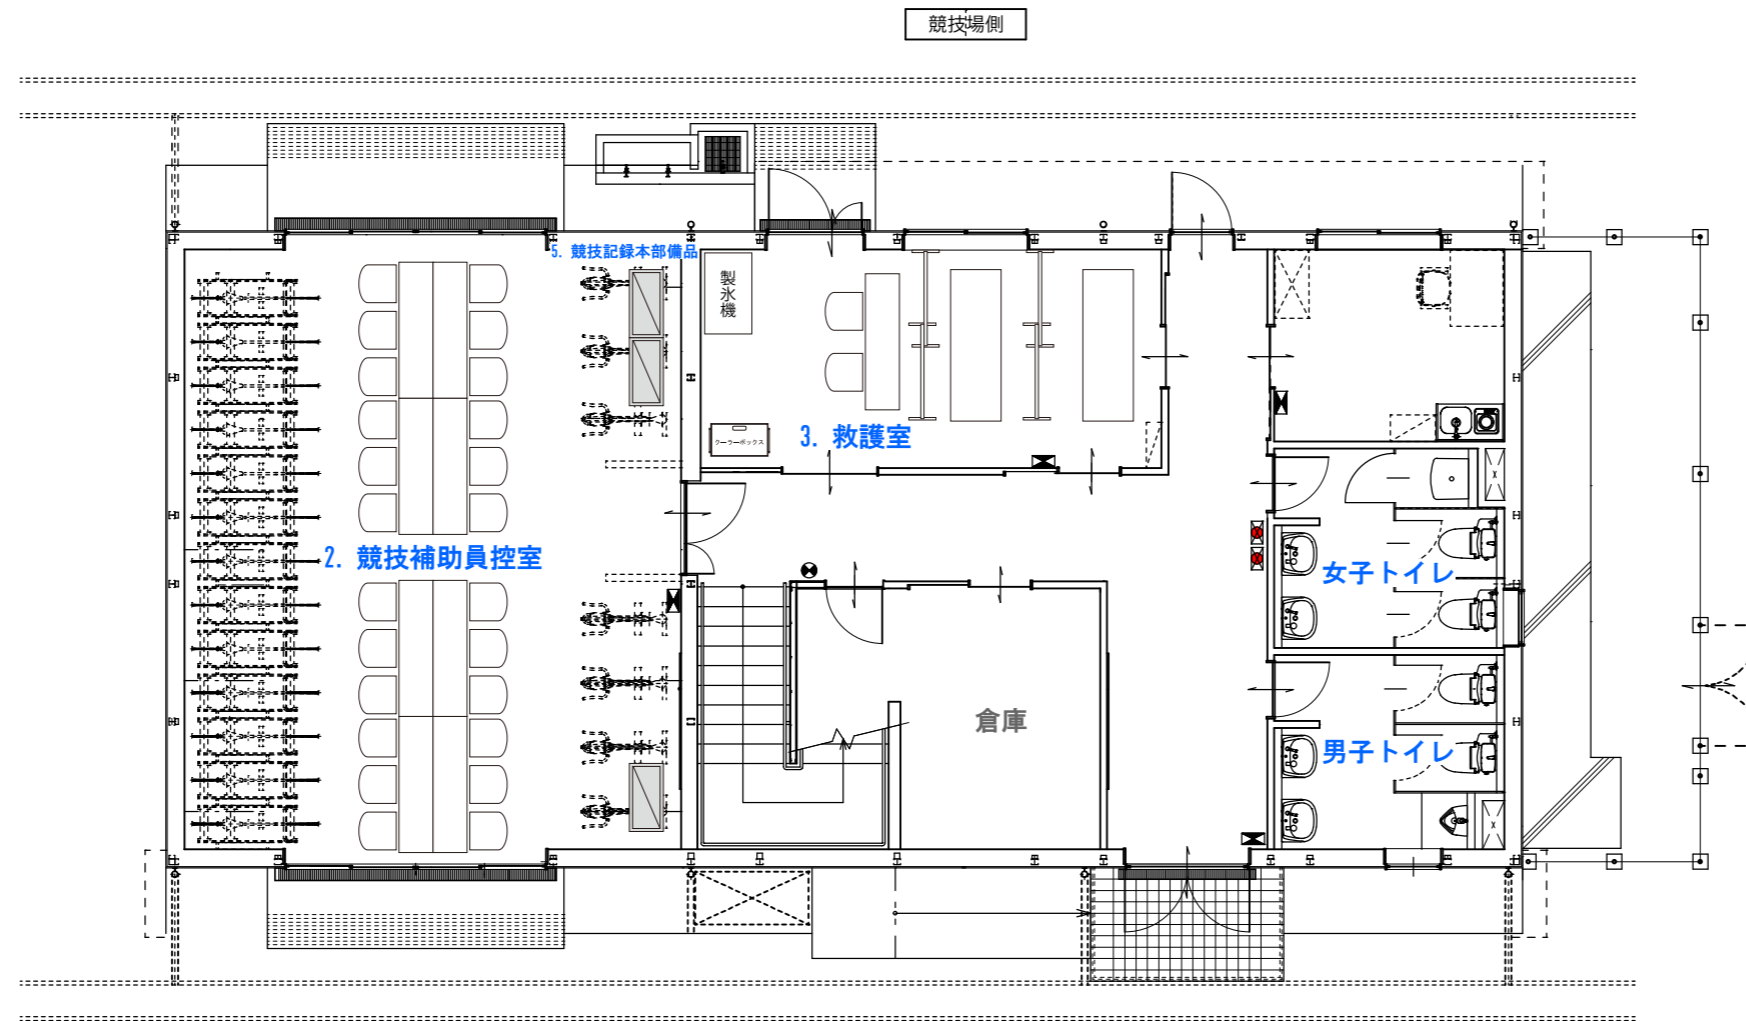 競技場側
5. 競技記録本部備品
製氷機
クーラーボックス
3. 救護室
2. 競技補助員控室
女子トイレ
倉庫
男子トイレ